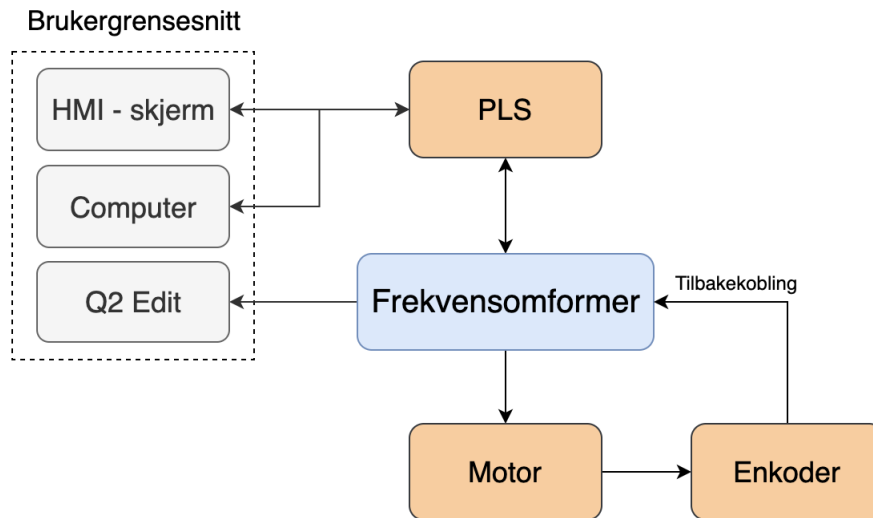 Brukergrensesnitt
HMI - skjerm
PLS
Computer
Q2 Edit
Frekvensomformer
Tilbakekobling
Motor
Enkoder